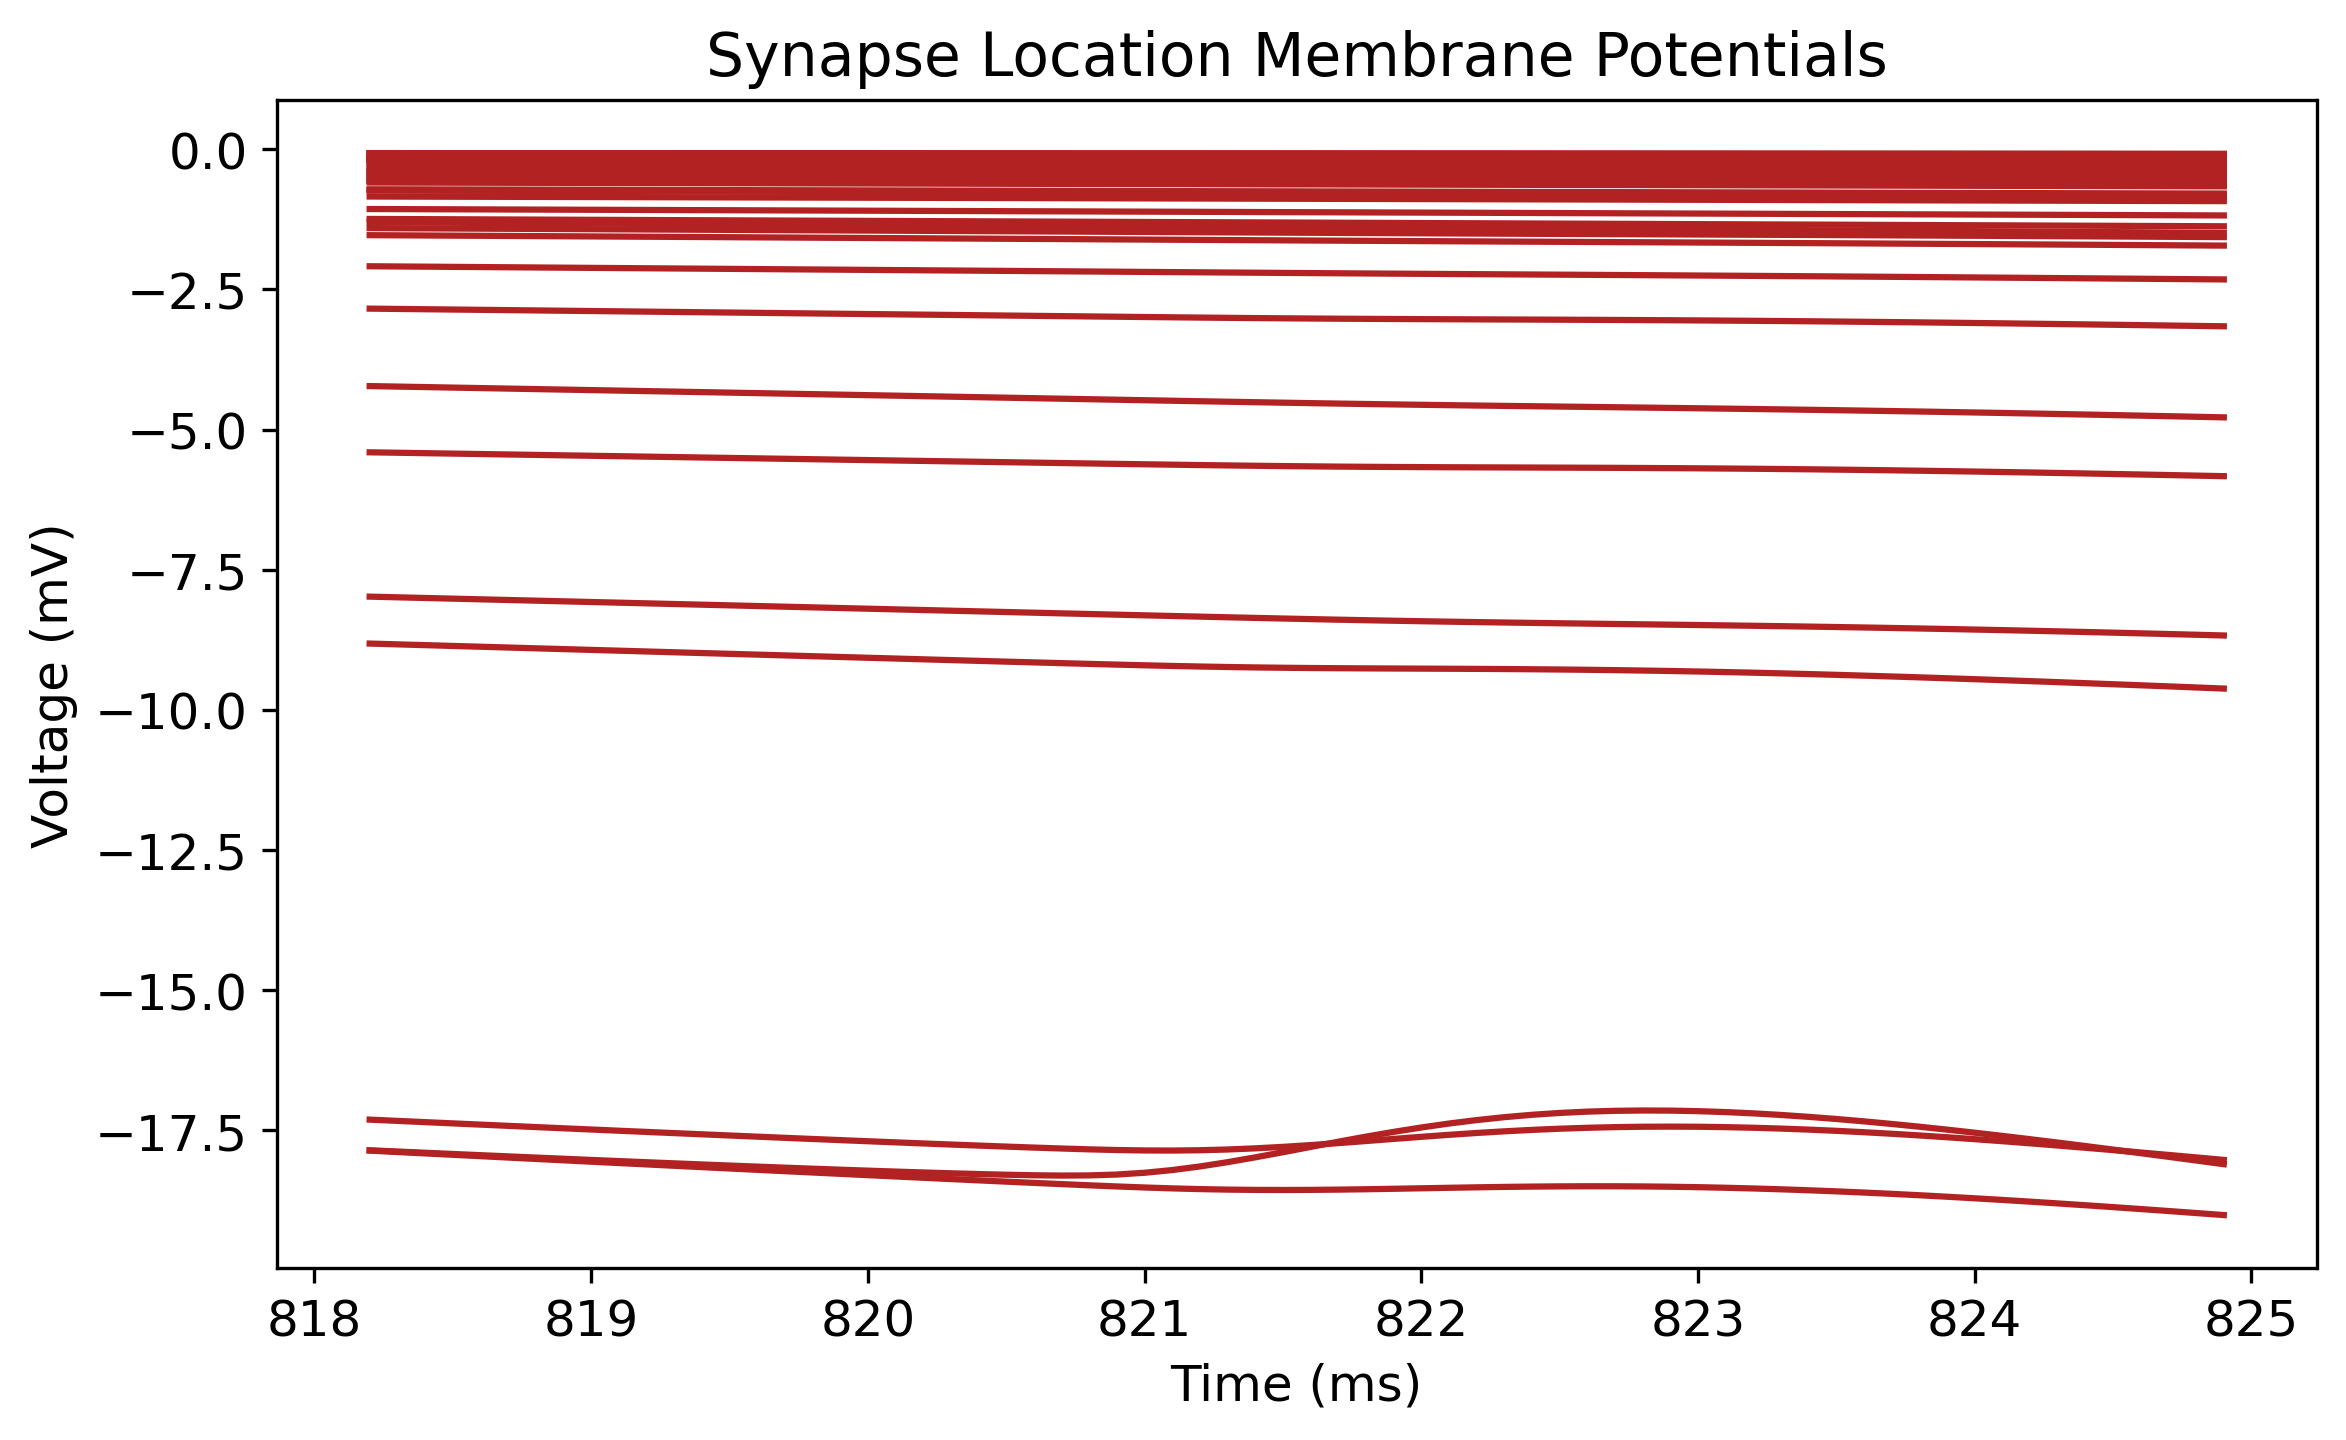 Synapse Location Membrane Potentials
0.0
−2.5
−5.0
−7.5
−10.0
−12.5
−15.0
−17.5
Voltage (mV)
818 819 820 821 822 823 824 825
Time (ms)